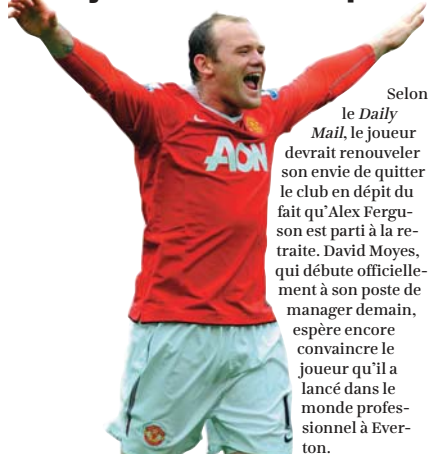 AON
Selon
le Daily
Mail, le joueur
devrait renouveler
son envie de quitter
le club en dépit du
fait qu'Alex Fergu-
son est parti à la re-
traite. David Moyes,
qui débute officielle-
ment à son poste de
manager demain,
espère encore
convaincre le
joueur qu'il a
lancé dans le
monde profes-
sionnel à Ever-
ton.